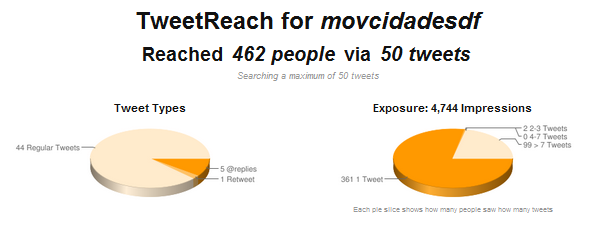 TweetReach for movcidadesdf
Reached 462 people via 50 tweets
Searching a maximum of 50 tweets
Tweet Types
Exposure: 4,744 Impressions
44 Regular Tweets
5 @replies
1 Retweet
2 2-3 Tweets
0 4-7 Tweets
99 > 7 Tweets
361 1 Tweet
Each pie slice shows how many people saw how many tweets